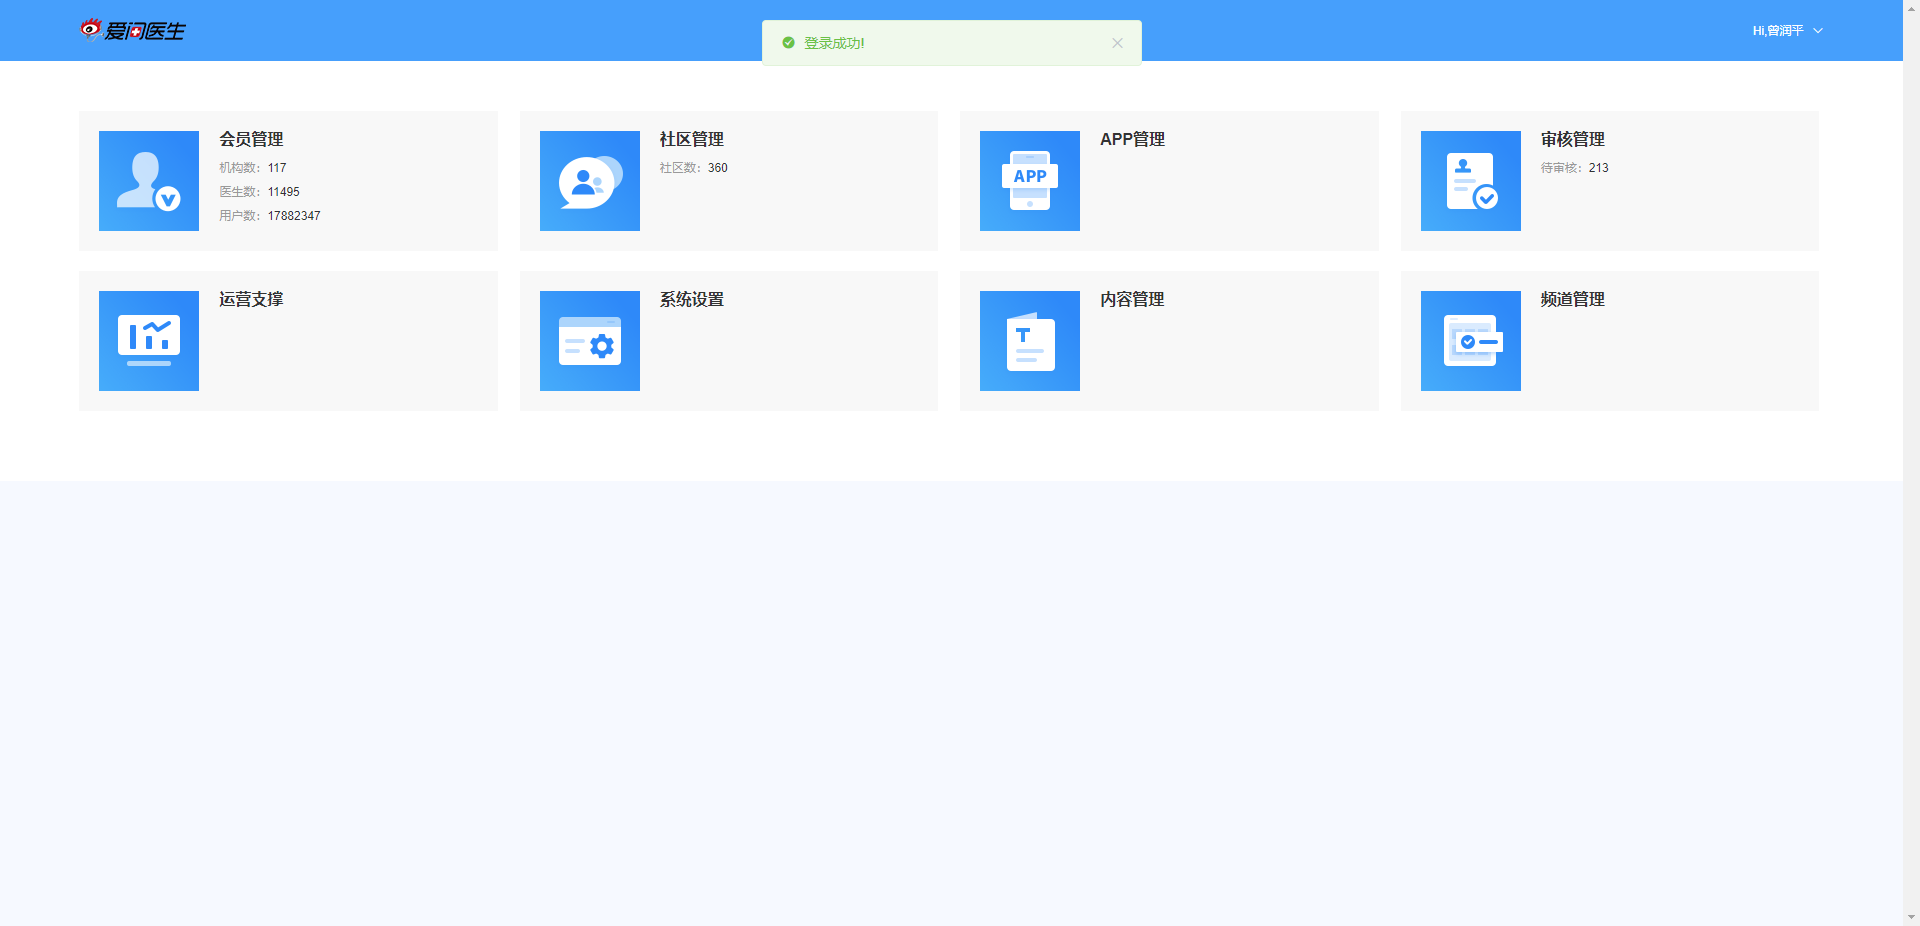 爱问医生
登录成功!
Hi,曾润平
会员管理
机构数：117
医生数：11495
用户数：17882347
社区管理
社区数：360
APP
APP管理
审核管理
待审核：213
运营支撑
系统设置
T
内容管理
频道管理